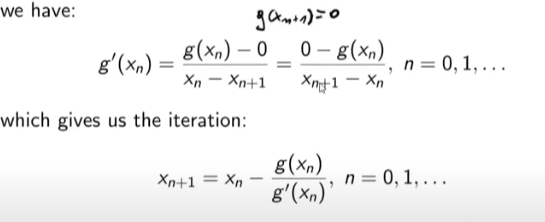 we have:
g(xₙ₊₁)=0
g′(xₙ) = (g(xₙ) − 0)/(xₙ − xₙ₊₁) = (0 − g(xₙ))/(xₙ₊₁ − xₙ), n = 0, 1, . . .
which gives us the iteration:
xₙ₊₁ = xₙ − g(xₙ)/g′(xₙ), n = 0, 1, . . .